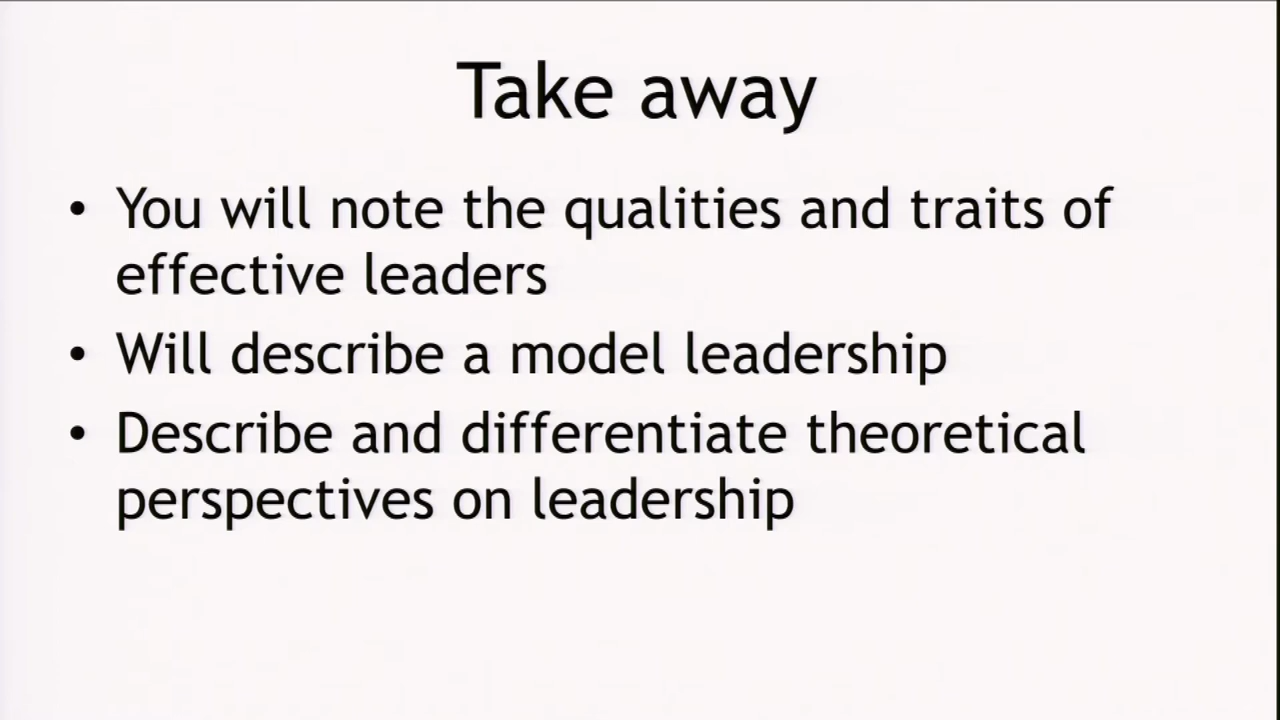 Take away
• You will note the qualities and traits of
effective leaders
• Will describe a model leadership
• Describe and differentiate theoretical
perspectives on leadership